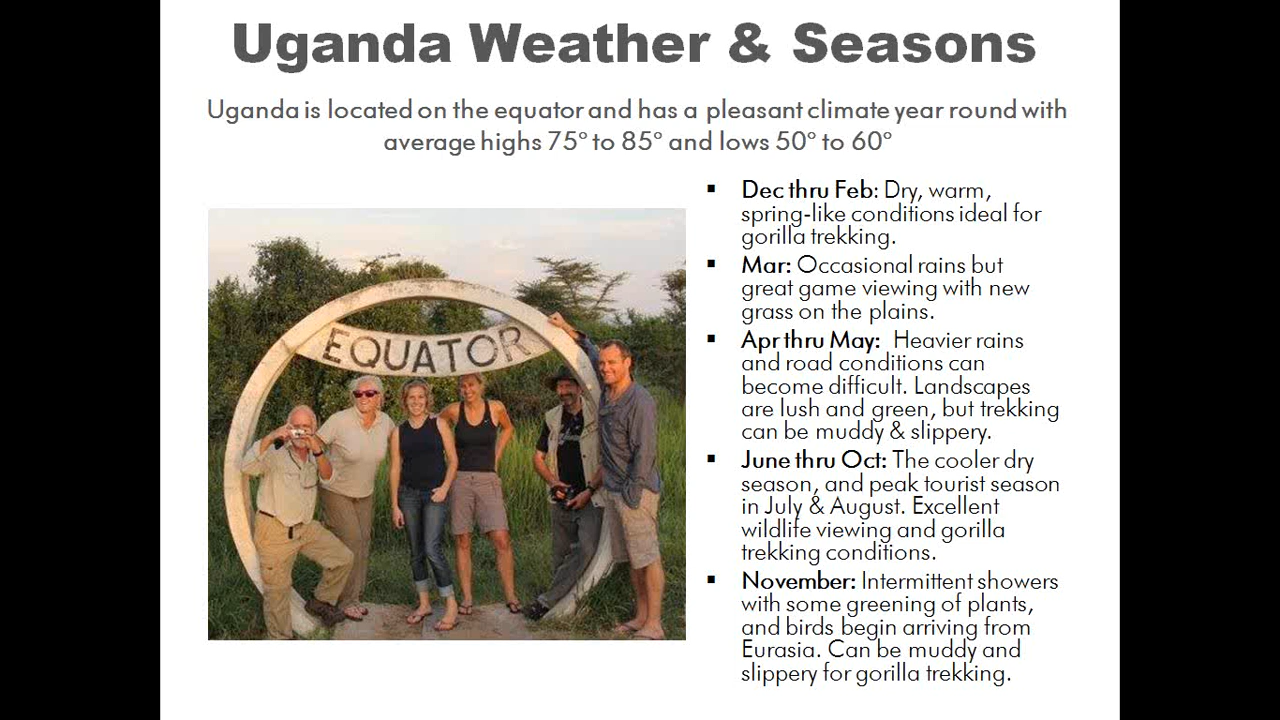 Uganda Weather & Seasons
Uganda is located on the equator and has a pleasant climate year round with
average highs 75° to 85° and lows 50° to 60°
EQUATOR
▪ Dec thru Feb: Dry, warm,
spring-like conditions ideal for
gorilla trekking.
▪ Mar: Occasional rains but
great game viewing with new
grass on the plains.
▪ Apr thru May: Heavier rains
and road conditions can
become difficult. Landscapes
are lush and green, but trekking
can be muddy & slippery.
▪ June thru Oct: The cooler dry
season, and peak tourist season
in July & August. Excellent
wildlife viewing and gorilla
trekking conditions.
▪ November: Intermittent showers
with some greening of plants,
and birds begin arriving from
Eurasia. Can be muddy and
slippery for gorilla trekking.